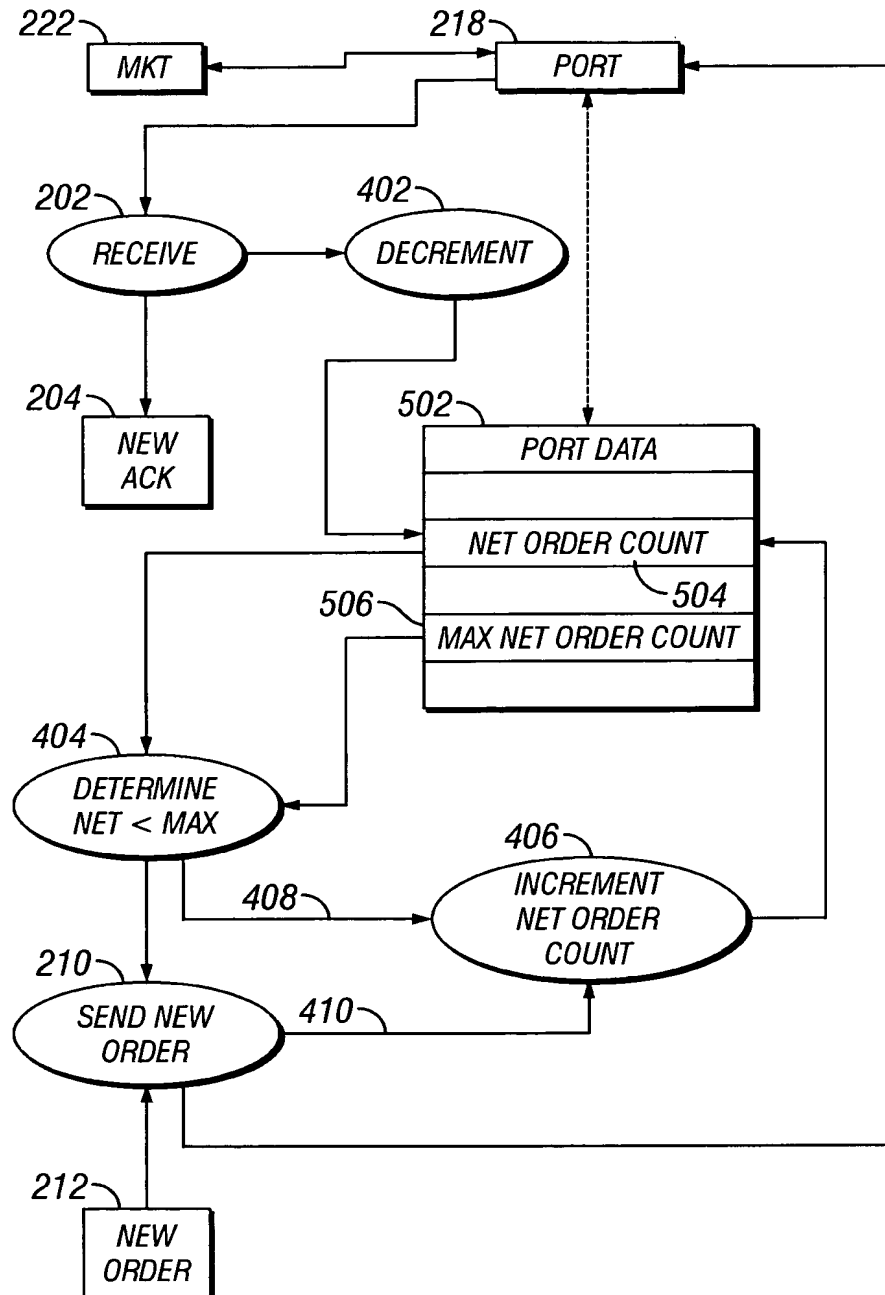 222
MKT
218
PORT
202
RECEIVE
402
DECREMENT
204
NEW
ACK
502
PORT DATA
NET ORDER COUNT
504
506
MAX NET ORDER COUNT
404
DETERMINE
NET < MAX
408
406
INCREMENT
NET ORDER
COUNT
210
SEND NEW
ORDER
410
212
NEW
ORDER